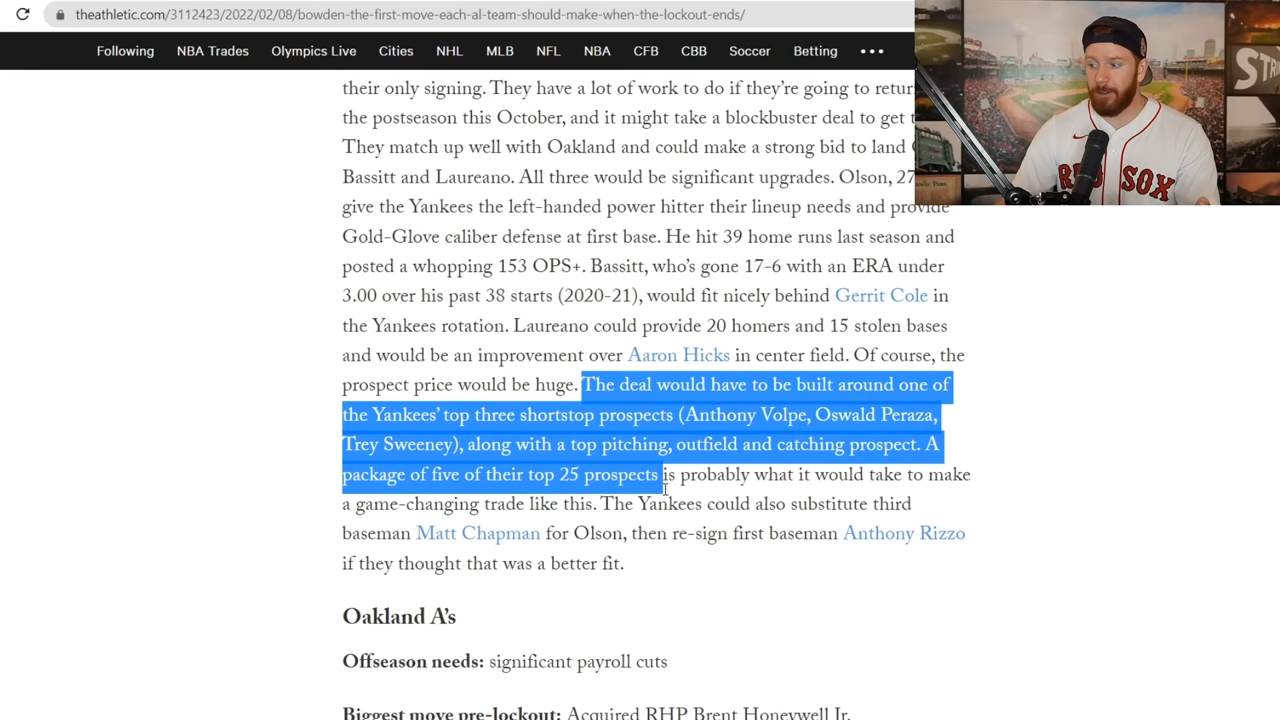 theathletic.com/3112423/2022/02/08/bowden-the-first-move-each-al-team-should-make-when-the-lockout-ends/
Following NBA Trades Olympics Live Cities NHL MLB NFL NBA CFB CBB Soccer Betting •••
their only signing. They have a lot of work to do if they’re going to retur
the postseason this October, and it might take a blockbuster deal to get
They match up well with Oakland and could make a strong bid to land
Bassitt and Laureano. All three would be significant upgrades. Olson, 27
give the Yankees the left-handed power hitter their lineup needs and provide
Gold-Glove caliber defense at first base. He hit 39 home runs last season and
posted a whopping 153 OPS+. Bassitt, who’s gone 17-6 with an ERA under
3.00 over his past 38 starts (2020-21), would fit nicely behind Gerrit Cole in
the Yankees rotation. Laureano could provide 20 homers and 15 stolen bases
and would be an improvement over Aaron Hicks in center field. Of course, the
prospect price would be huge. The deal would have to be built around one of
the Yankees’ top three shortstop prospects (Anthony Volpe, Oswald Peraza,
Trey Sweeney), along with a top pitching, outfield and catching prospect. A
package of five of their top 25 prospects is probably what it would take to make
a game-changing trade like this. The Yankees could also substitute third
baseman Matt Chapman for Olson, then re-sign first baseman Anthony Rizzo
if they thought that was a better fit.
Oakland A’s
Offseason needs: significant payroll cuts
Biggest move pre-lockout: Acquired RHP Brent Honeywell Jr.
RED SOX
STR